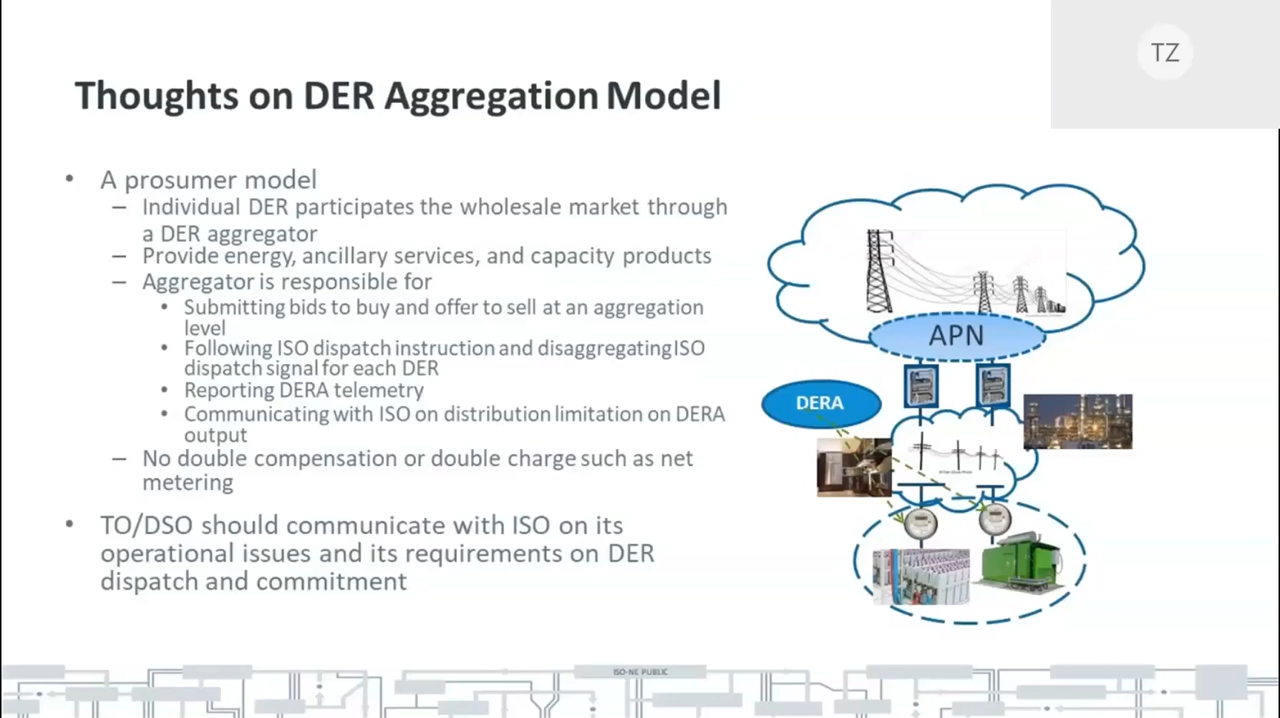 TZ
Thoughts on DER Aggregation Model
• A prosumer model
– Individual DER participates the wholesale market through
a DER aggregator
– Provide energy, ancillary services, and capacity products
– Aggregator is responsible for
• Submitting bids to buy and offer to sell at an aggregation
level
• Following ISO dispatch instruction and disaggregating ISO
dispatch signal for each DER
• Reporting DERA telemetry
• Communicating with ISO on distribution limitation on DERA
output
– No double compensation or double charge such as net
metering
• TO/DSO should communicate with ISO on its
operational issues and its requirements on DER
dispatch and commitment
APN
DERA
ISO-NE PUBLIC